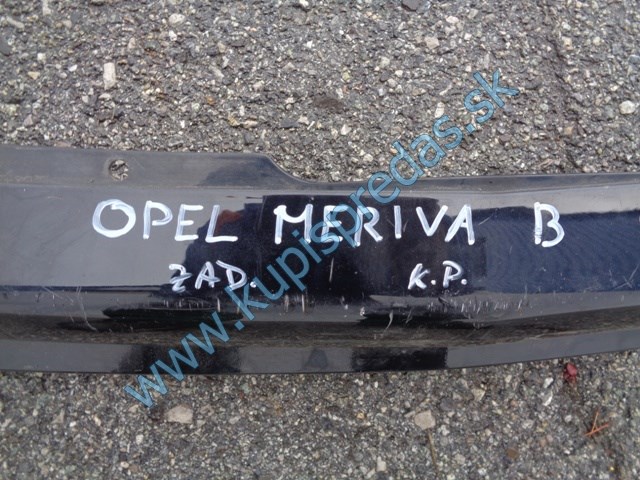 OPEL MERIVA B
ZAD. K.P.
www.kupispredas.sk